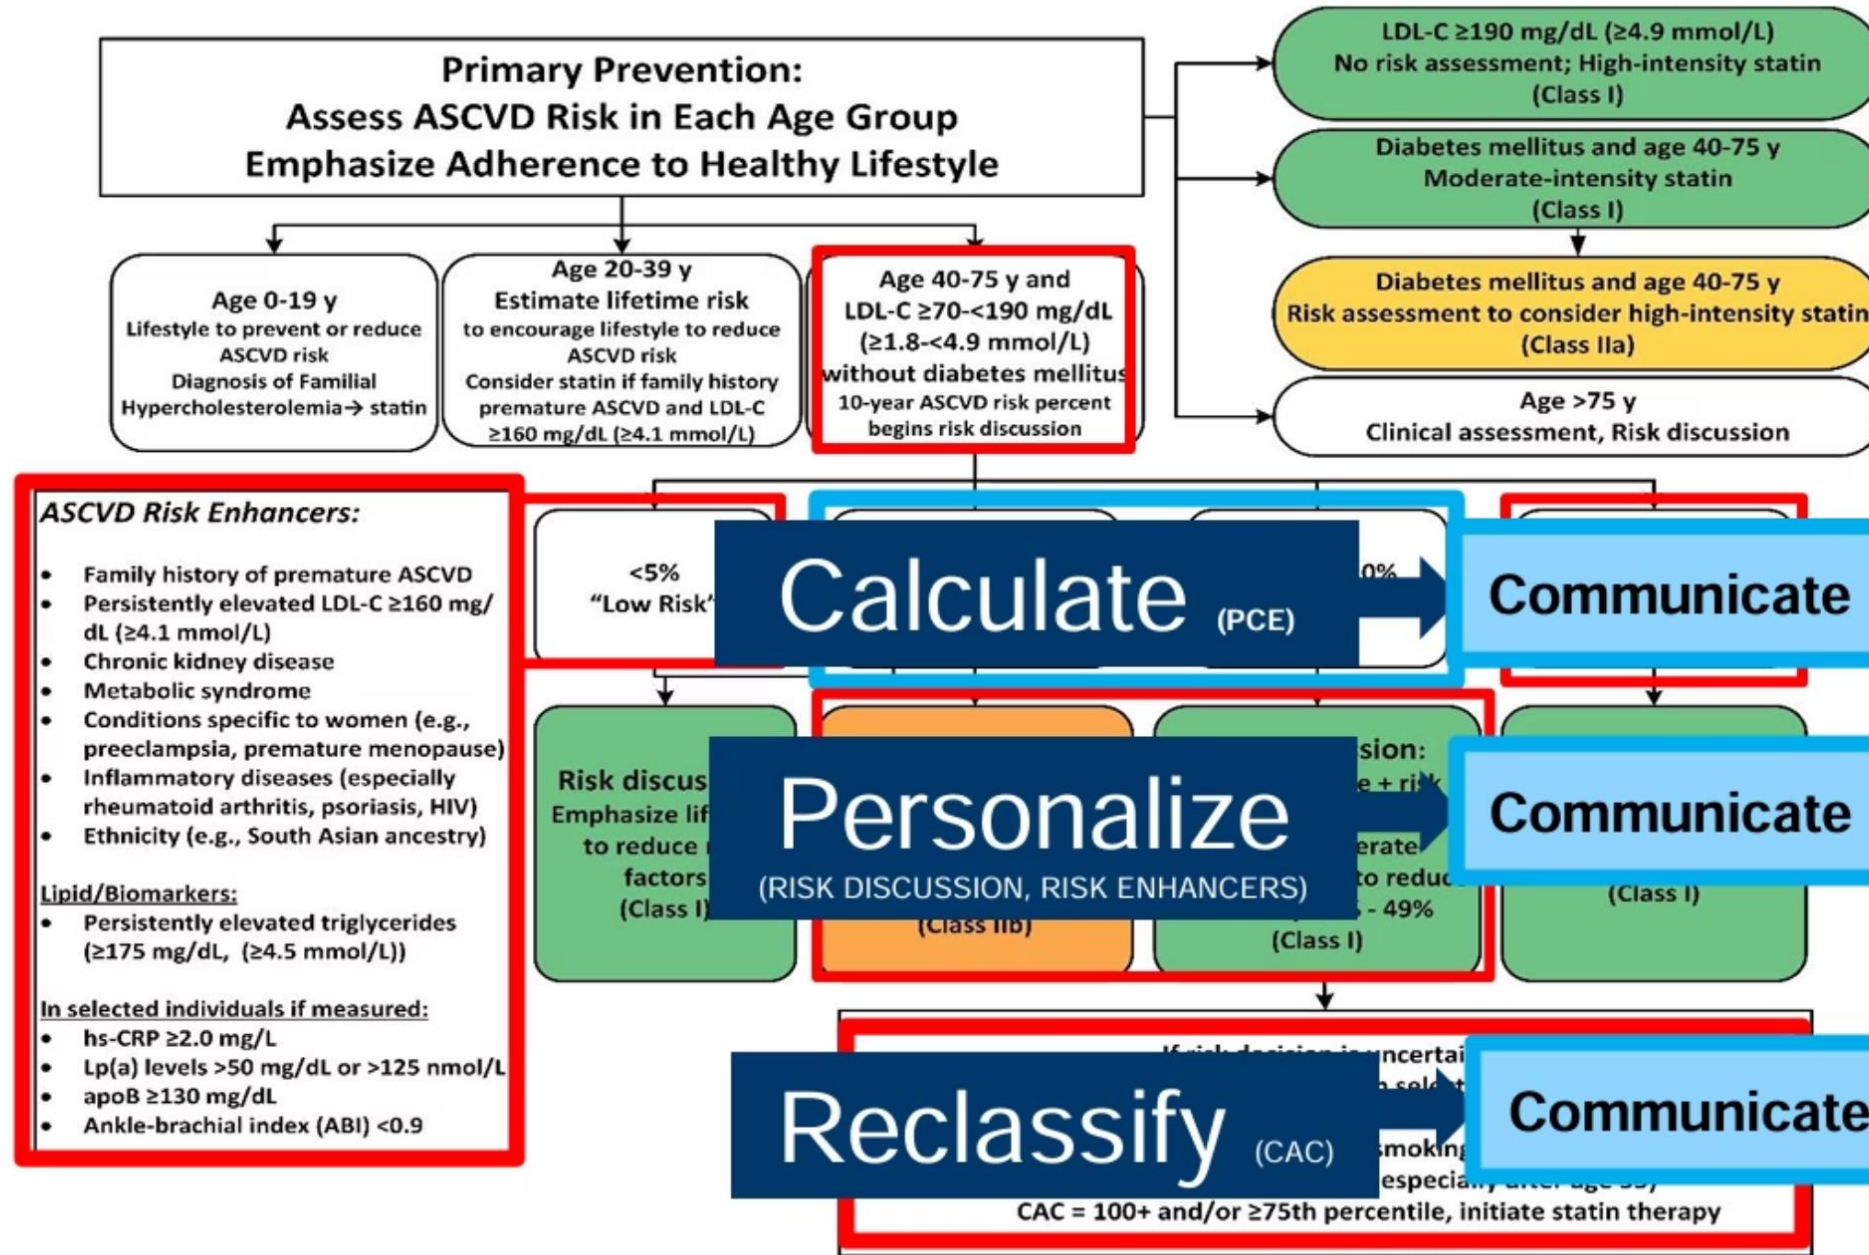 Primary Prevention:
Assess ASCVD Risk in Each Age Group
Emphasize Adherence to Healthy Lifestyle
LDL-C ≥190 mg/dL (≥4.9 mmol/L)
No risk assessment; High-intensity statin
(Class I)
Diabetes mellitus and age 40-75 y
Moderate-intensity statin
(Class I)
Diabetes mellitus and age 40-75 y
Risk assessment to consider high-intensity statin
(Class IIa)
Age >75 y
Clinical assessment, Risk discussion
Age 0-19 y
Lifestyle to prevent or reduce
ASCVD risk
Diagnosis of Familial
Hypercholesterolemia→ statin
Age 20-39 y
Estimate lifetime risk
to encourage lifestyle to reduce
ASCVD risk
Consider statin if family history
premature ASCVD and LDL-C
≥160 mg/dL (≥4.1 mmol/L)
Age 40-75 y and
LDL-C ≥70-<190 mg/dL
(≥1.8-<4.9 mmol/L)
without diabetes mellitus
10-year ASCVD risk percent
begins risk discussion
ASCVD Risk Enhancers:
• Family history of premature ASCVD
• Persistently elevated LDL-C ≥160 mg/
dL (≥4.1 mmol/L)
• Chronic kidney disease
• Metabolic syndrome
• Conditions specific to women (e.g.,
preeclampsia, premature menopause)
• Inflammatory diseases (especially
rheumatoid arthritis, psoriasis, HIV)
• Ethnicity (e.g., South Asian ancestry)
Lipid/Biomarkers:
• Persistently elevated triglycerides
(≥175 mg/dL, (≥4.5 mmol/L))
In selected individuals if measured:
• hs-CRP ≥2.0 mg/L
• Lp(a) levels >50 mg/dL or >125 nmol/L
• apoB ≥130 mg/dL
• Ankle-brachial index (ABI) <0.9
<5%
"Low Risk"
0%
Calculate (PCE)
Communicate
Risk
Emphasize
to reduce
factors
(Class I)
(Class IIb)
+ risk
to
- 49%
(Class I)
(Class I)
Personalize
(RISK DISCUSSION, RISK ENHANCERS)
Communicate
If risk decision is
Reclassify (CAC)
Communicate
smoking
after age
CAC = 100+ and/or ≥75th percentile, initiate statin therapy